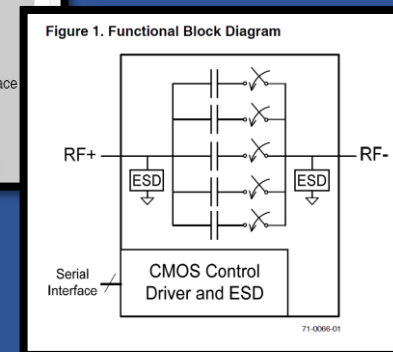 Figure 1. Functional Block Diagram
RF+
RF-
ESD
ESD
Serial
Interface
CMOS Control
Driver and ESD
71-0066-01